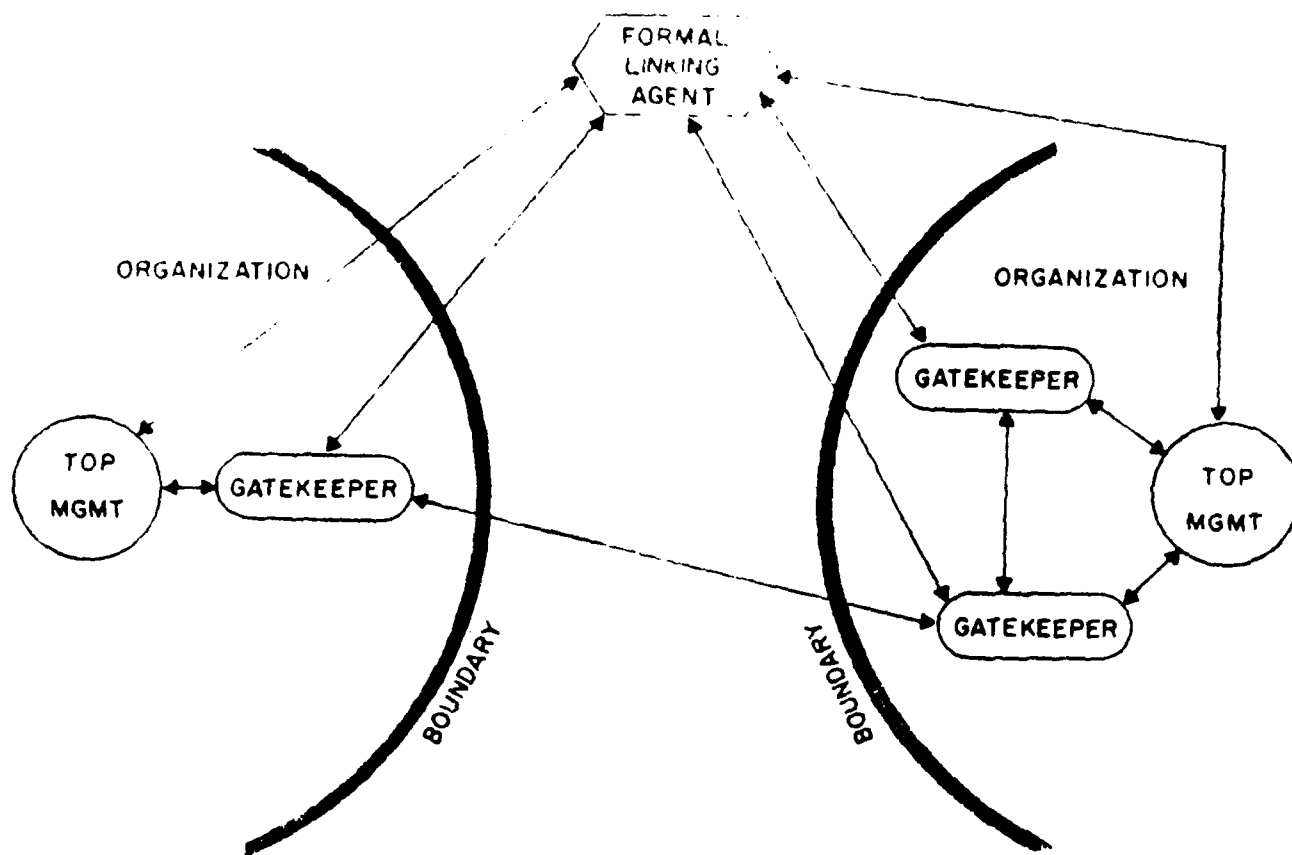 FORMAL
LINKING
AGENT
ORGANIZATION
ORGANIZATION
GATEKEEPER
TOP
MGMT
GATEKEEPER
TOP
MGMT
GATEKEEPER
BOUNDARY
BOUNDARY